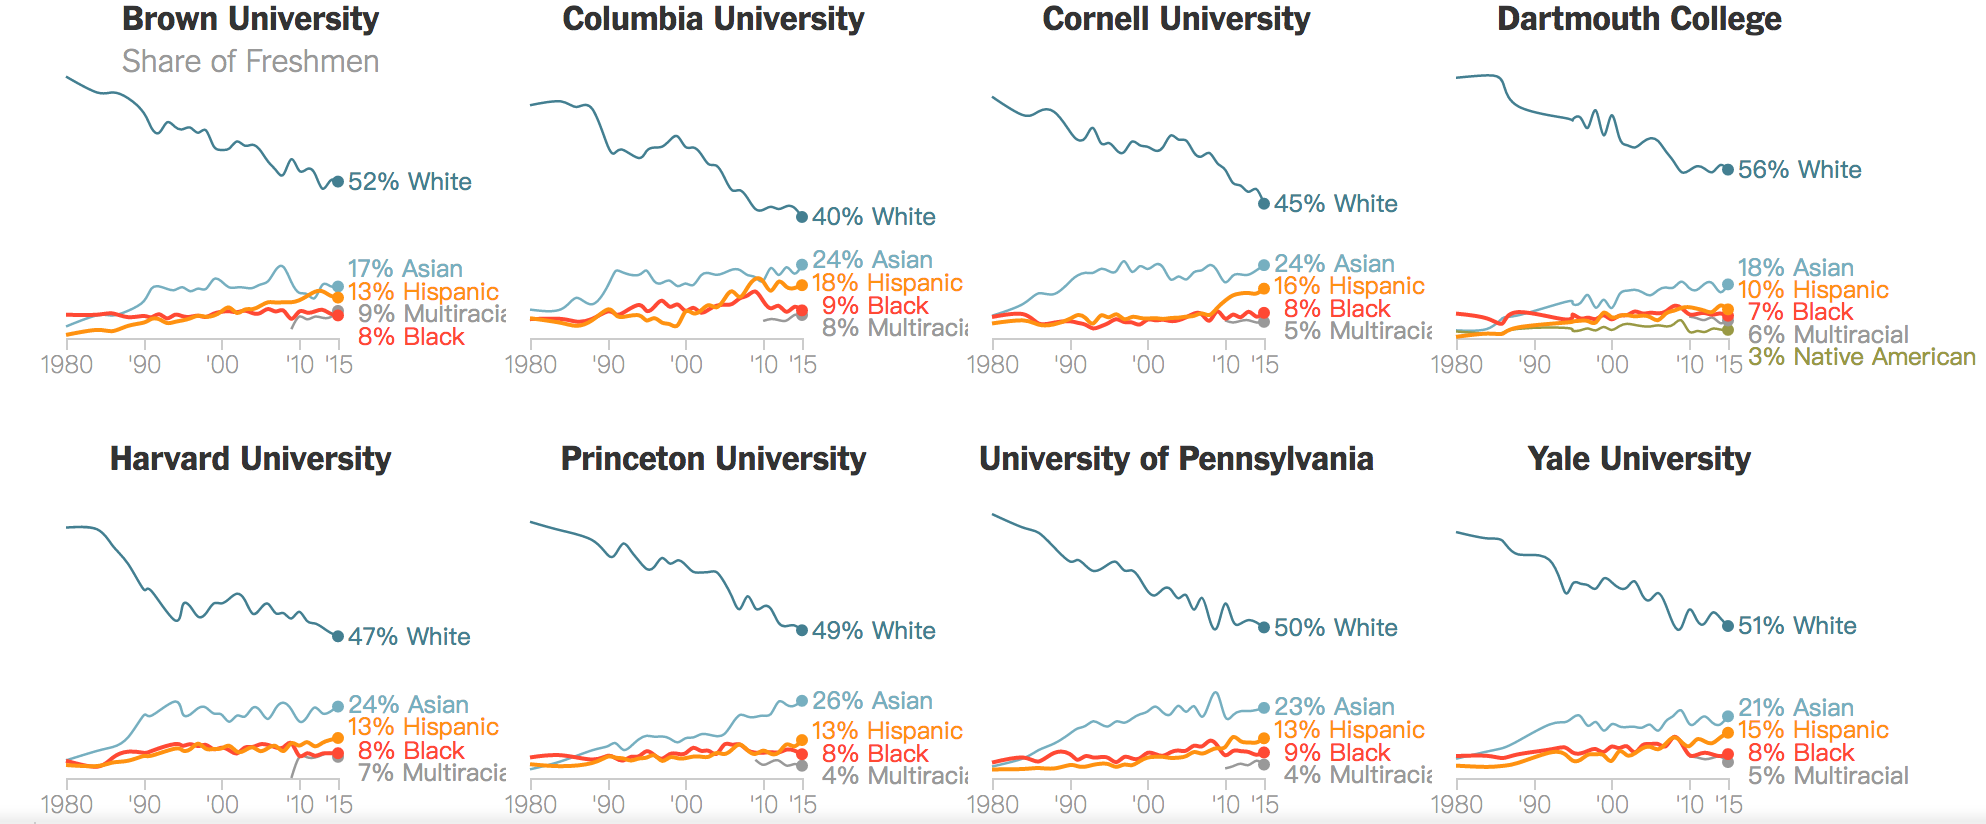 Brown University
Share of Freshmen
52% White
17% Asian
13% Hispanic
9% Multiracia
8% Black
1980 '90 '00 '10 '15
Columbia University
40% White
24% Asian
18% Hispanic
9% Black
8% Multiracia
1980 '90 '00 '10 '15
Cornell University
45% White
24% Asian
16% Hispanic
8% Black
5% Multiracia
1980 '90 '00 '10 '15
Dartmouth College
56% White
18% Asian
10% Hispanic
7% Black
6% Multiracial
3% Native American
1980 '90 '00 '10 '15
Harvard University
47% White
24% Asian
13% Hispanic
8% Black
7% Multiracia
1980 '90 '00 '10 '15
Princeton University
49% White
26% Asian
13% Hispanic
8% Black
4% Multiracia
1980 '90 '00 '10 '15
University of Pennsylvania
50% White
23% Asian
13% Hispanic
9% Black
4% Multiracia
1980 '90 '00 '10 '15
Yale University
51% White
21% Asian
15% Hispanic
8% Black
5% Multiracial
1980 '90 '00 '10 '15